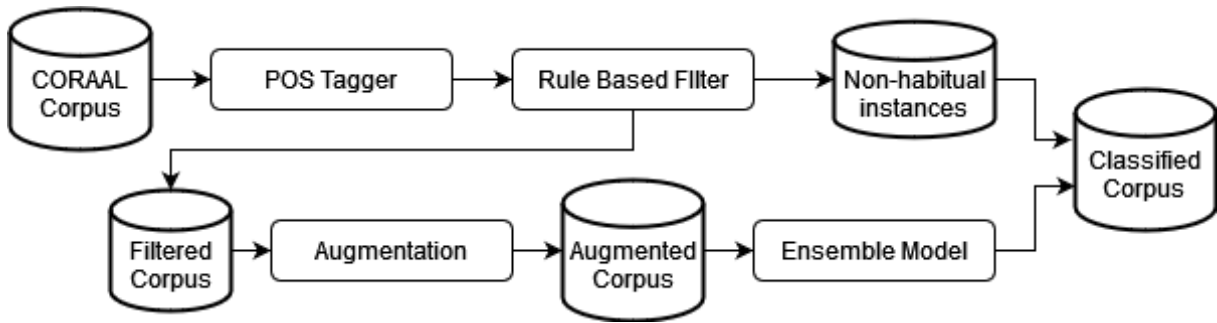 CORAAL
Corpus
POS Tagger
Rule Based FIlter
Non-habitual
instances
Classified
Corpus
Filtered
Corpus
Augmentation
Augmented
Corpus
Ensemble Model